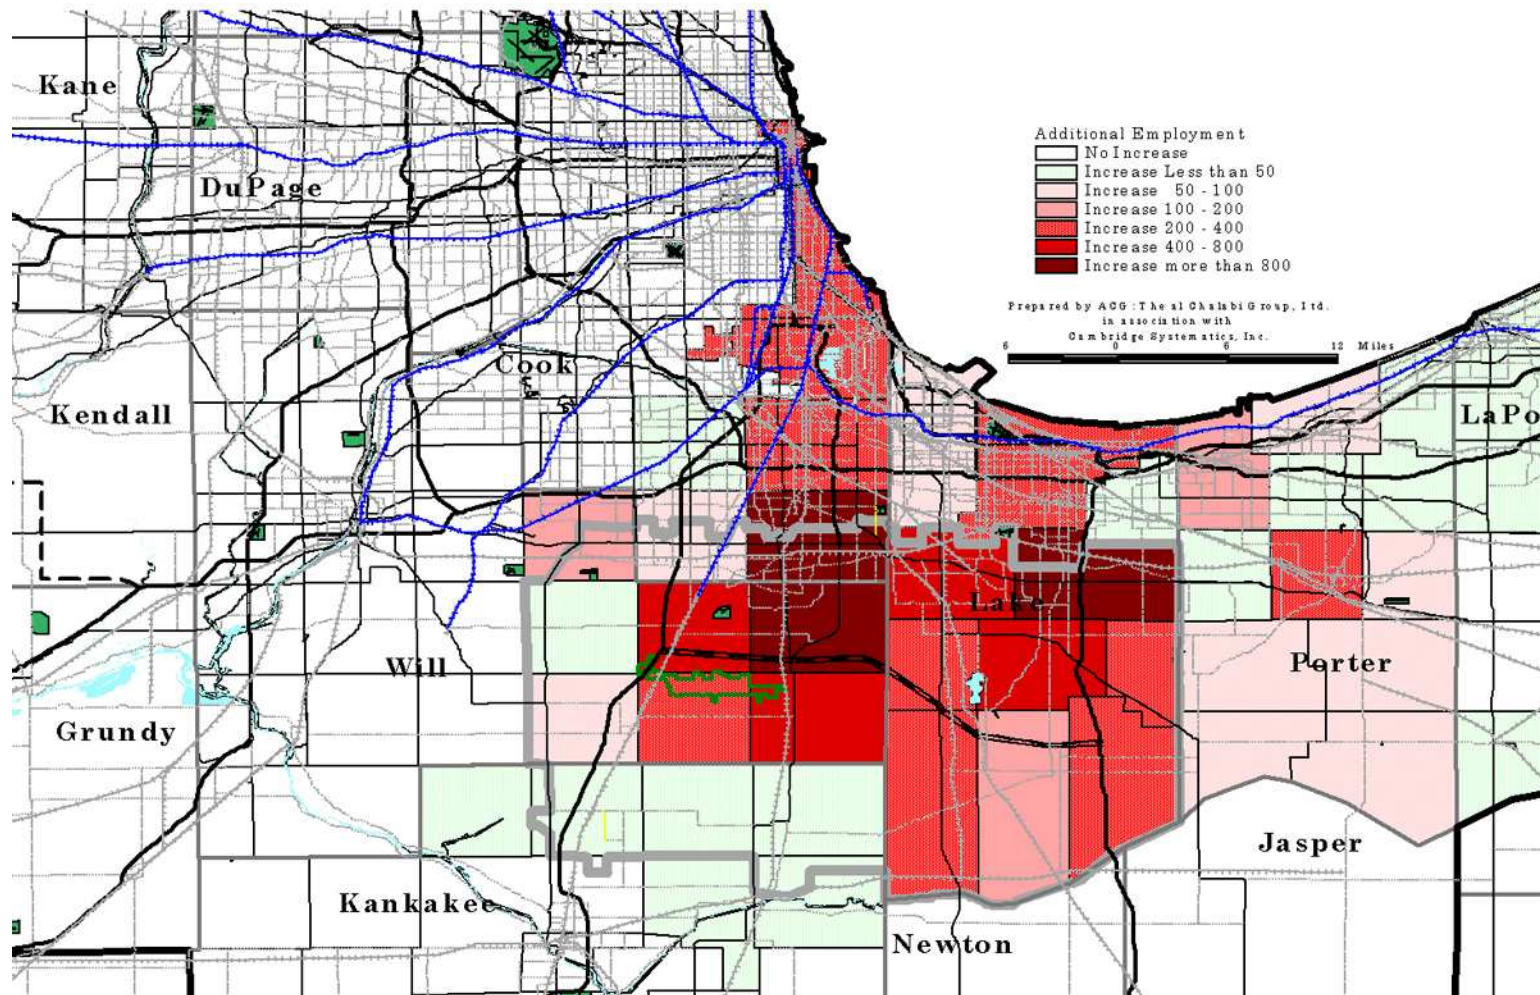 Kane
DuPage
Additional Employment
No Increase
Increase Less than 50
Increase 50 - 100
Increase 100 - 200
Increase 200 - 400
Increase 400 - 800
Increase more than 800
Prepared by ACG : The al Chalabi Group, Ltd.
in association with
Cambridge Systematics, Inc.
6 0 6 12 Miles
Cook
Kendall
LaPo
Lake
Will
Porter
Grundy
Jasper
Kankakee
Newton